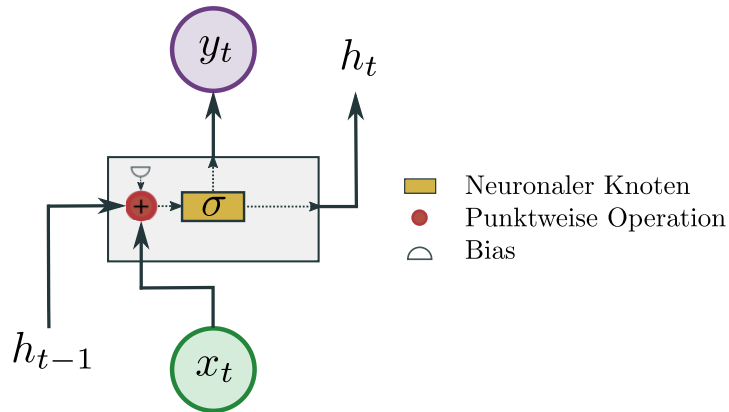 y_t
h_t
+
σ
h_{t−1}
x_t
Neuronaler Knoten
Punktweise Operation
Bias